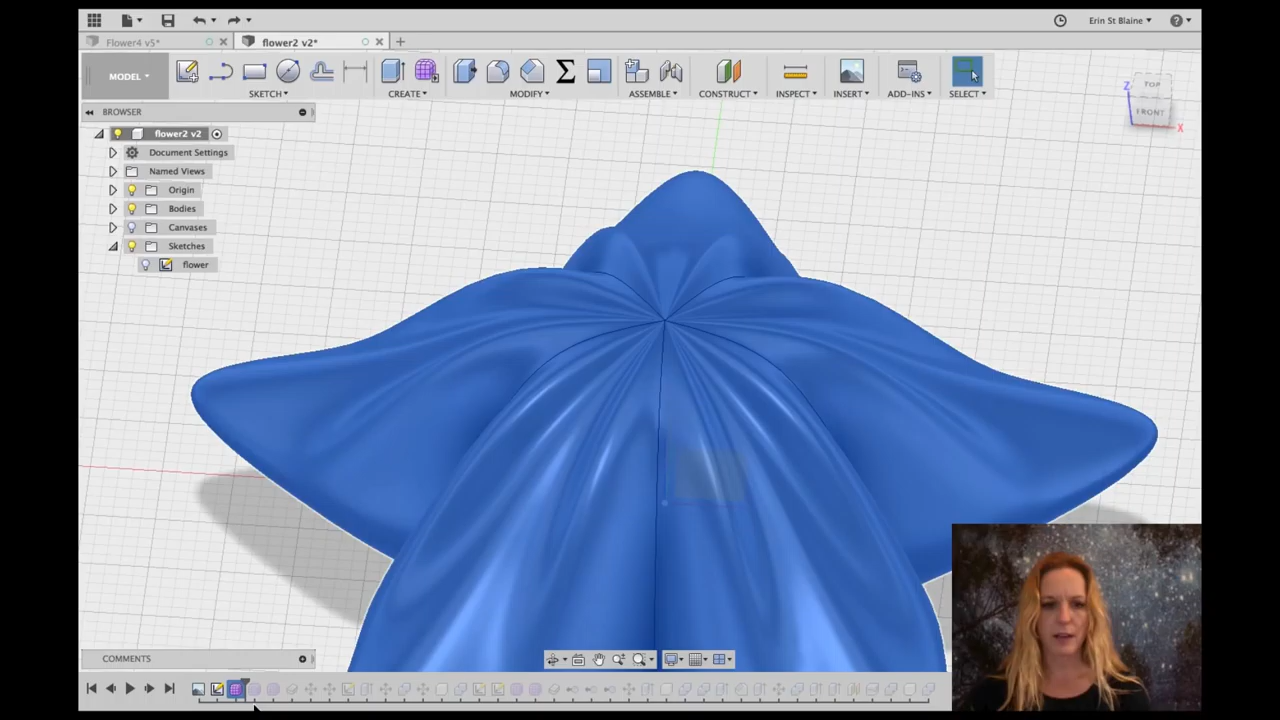 Erin St Blaine
Flower4 v5*
flower2 v2*
MODEL
SKETCH
CREATE
MODIFY
ASSEMBLE
CONSTRUCT
INSPECT
INSERT
ADD-INS
SELECT
TOP
FRONT
Z
X
BROWSER
flower2 v2
Document Settings
Named Views
Origin
Bodies
Canvases
Sketches
flower
COMMENTS